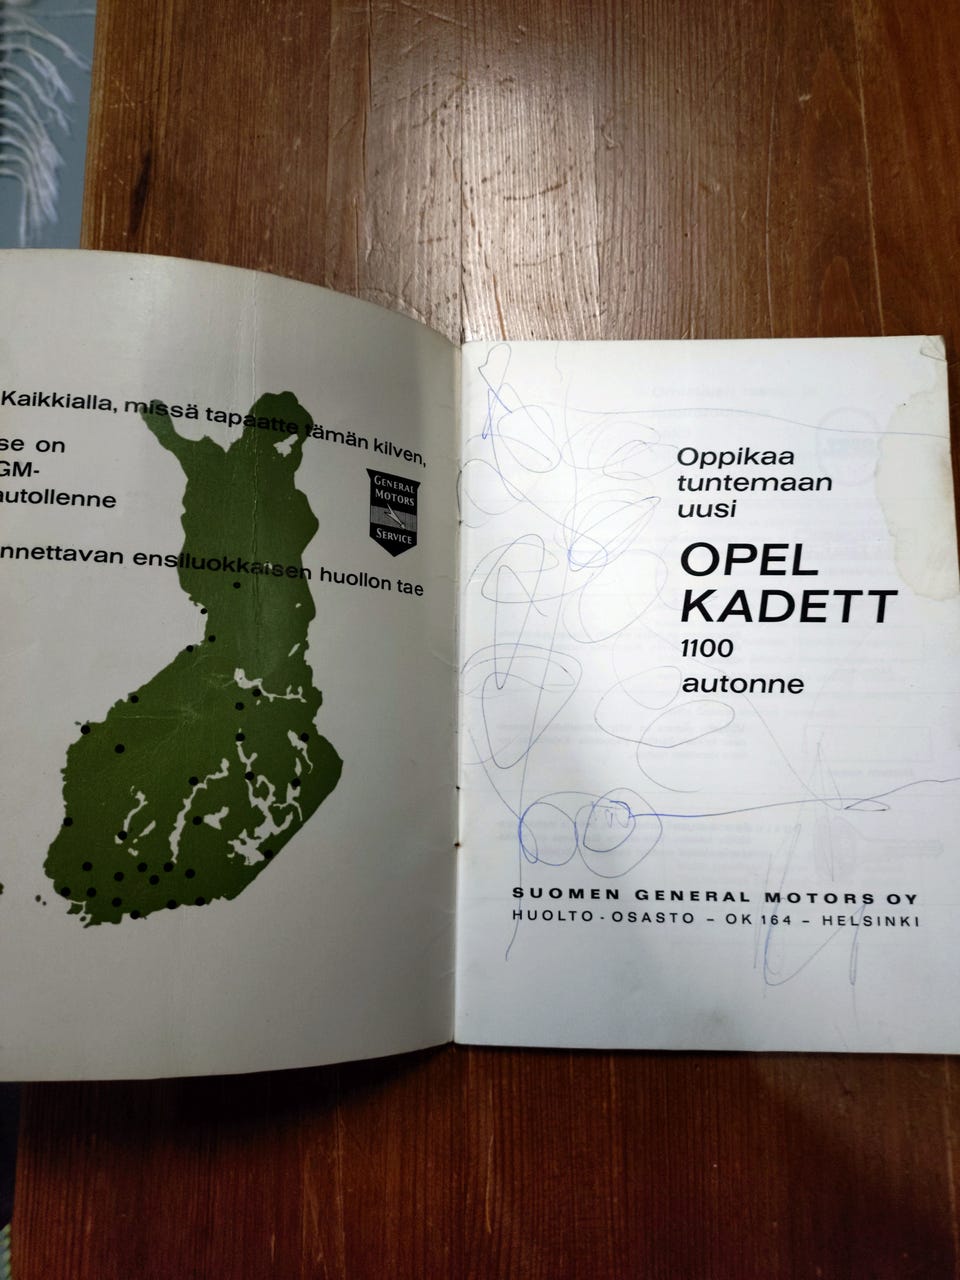 Kaikkialla, missä tapaatte tämän kilven,
se on
GM-
autollenne
nnettavan ensiluokkaisen huollon tae
GENERAL
MOTORS
SERVICE
Oppikaa
tuntemaan
uusi
OPEL
KADETT
1100
autonne
SUOMEN GENERAL MOTORS OY
HUOLTO-OSASTO – OK 164 – HELSINKI